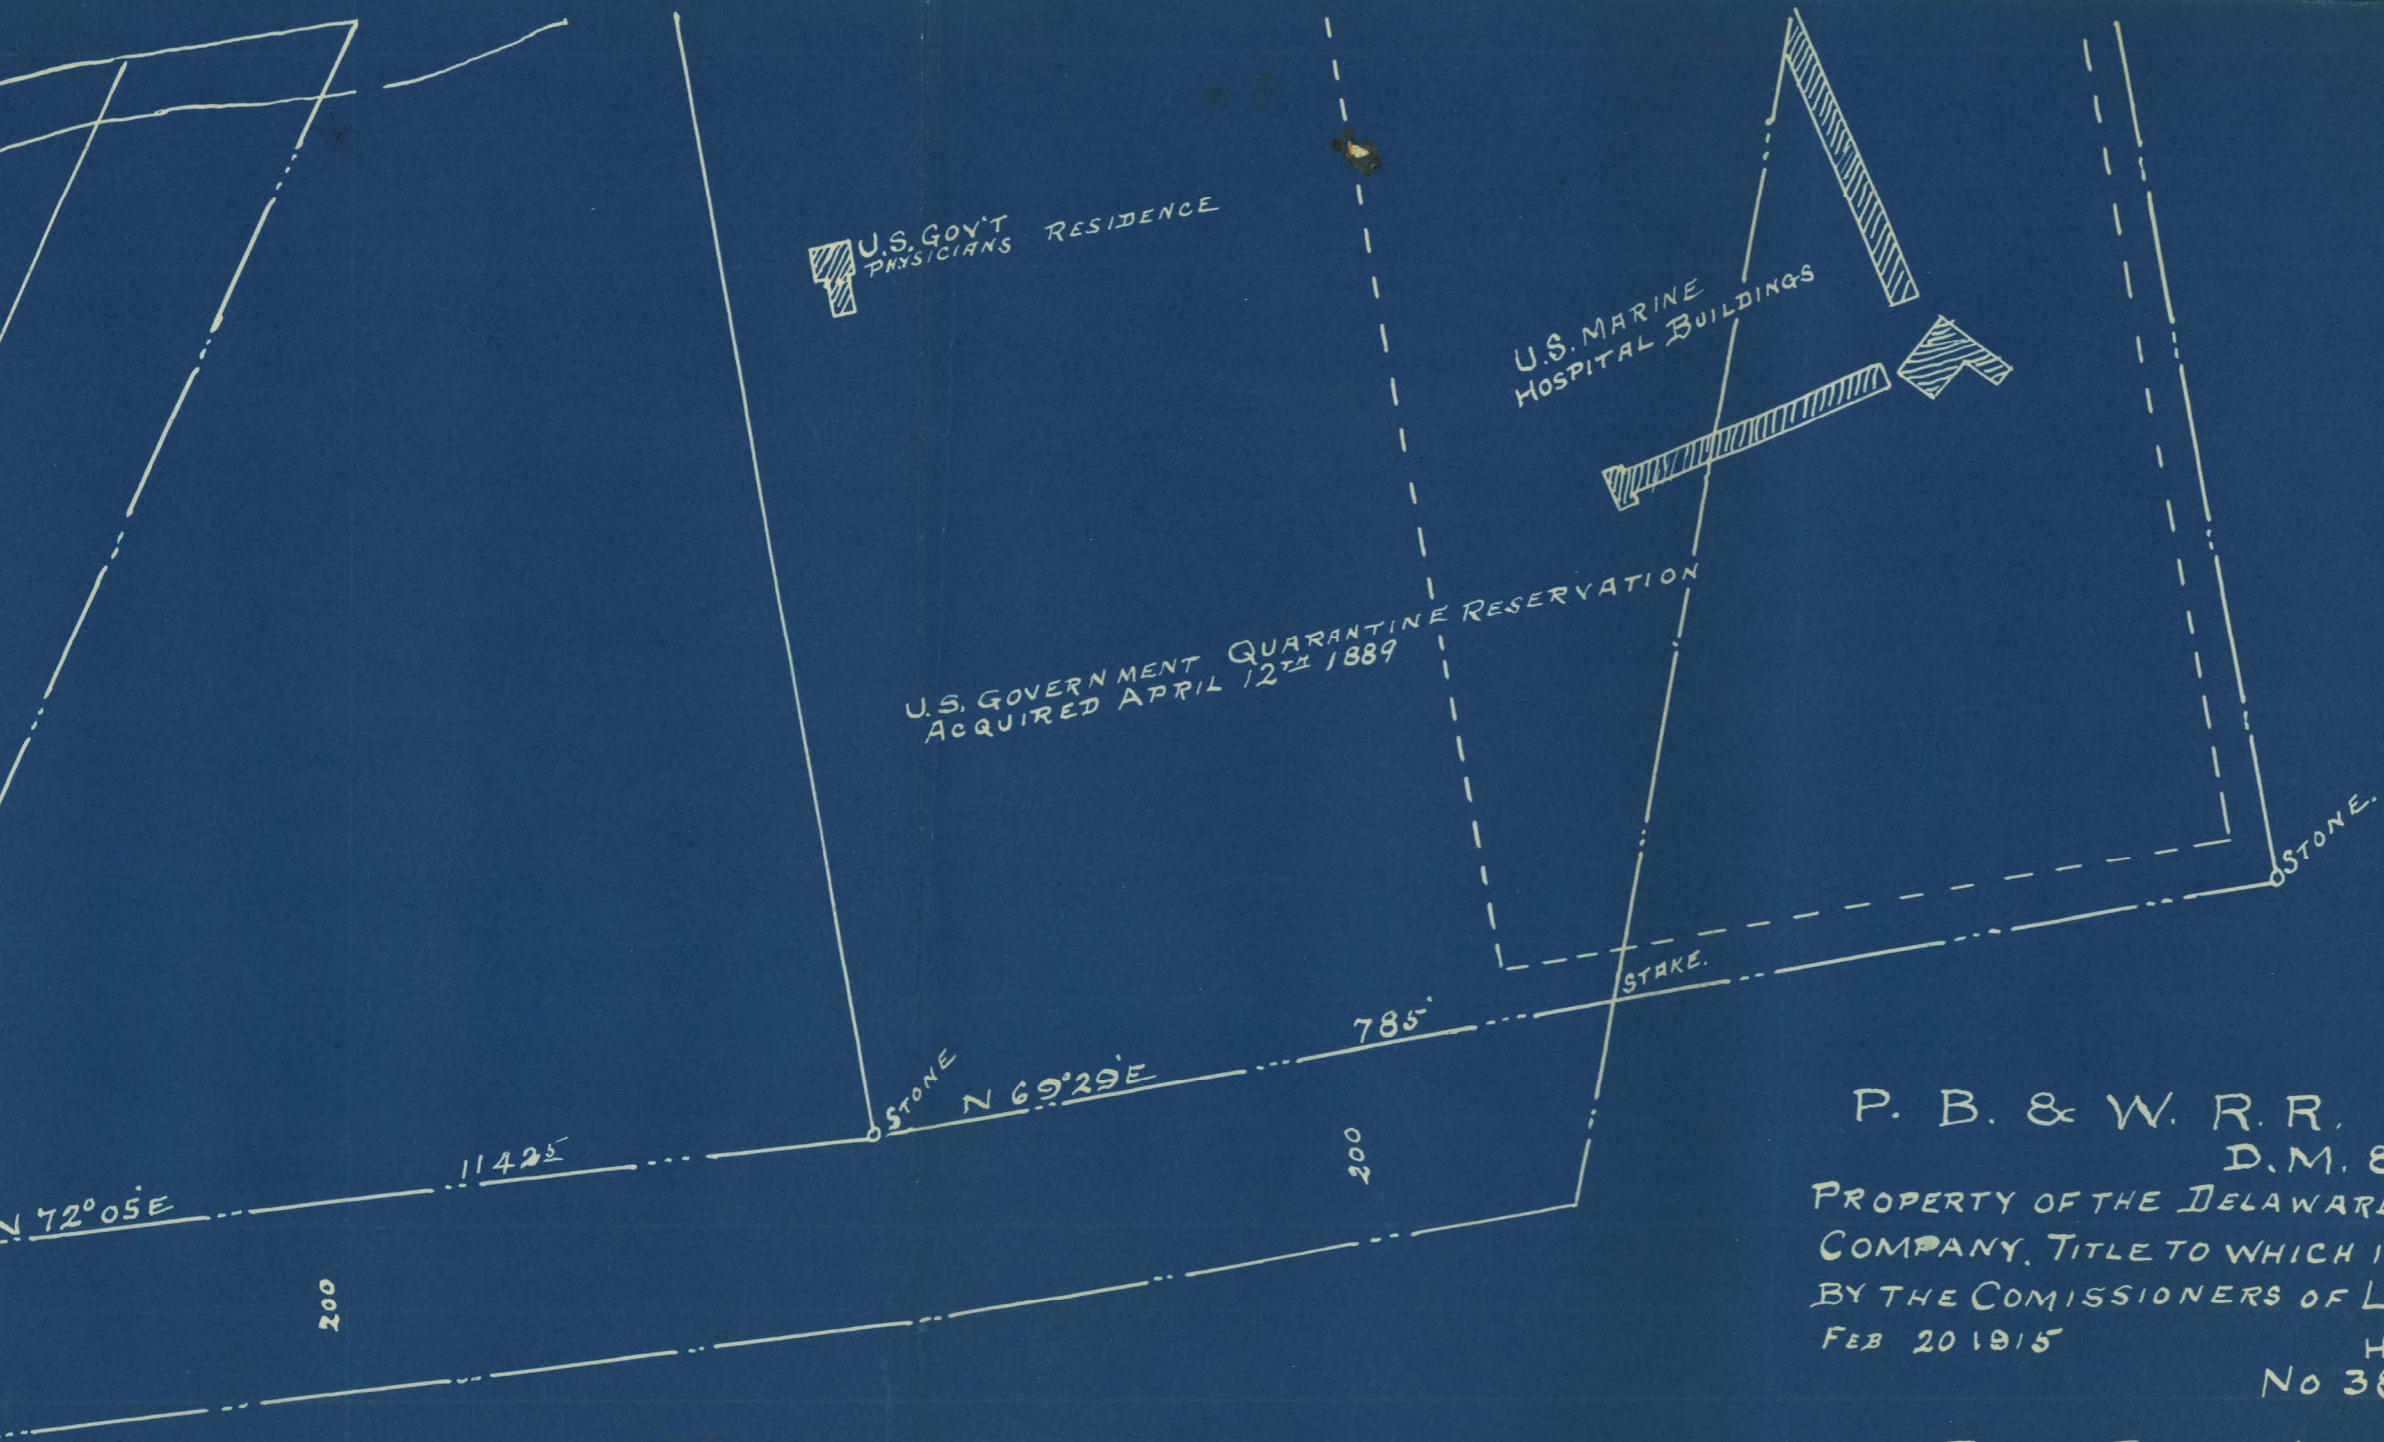 U.S. GOV'T
PHYSICIANS RESIDENCE
U.S. MARINE
HOSPITAL BUILDINGS
U.S. GOVERNMENT QUARANTINE RESERVATION
ACQUIRED APRIL 12TH 1889
STONE.
STAKE.
785'
STONE
N 69°29'E
1142⁵
N 72°05'E
200
200
P. B. & W. R. R.
D.M. &
PROPERTY OF THE DELAWARE
COMPANY. TITLE TO WHICH
BY THE COMISSIONERS OF L
FEB 20 1915
H
No 38